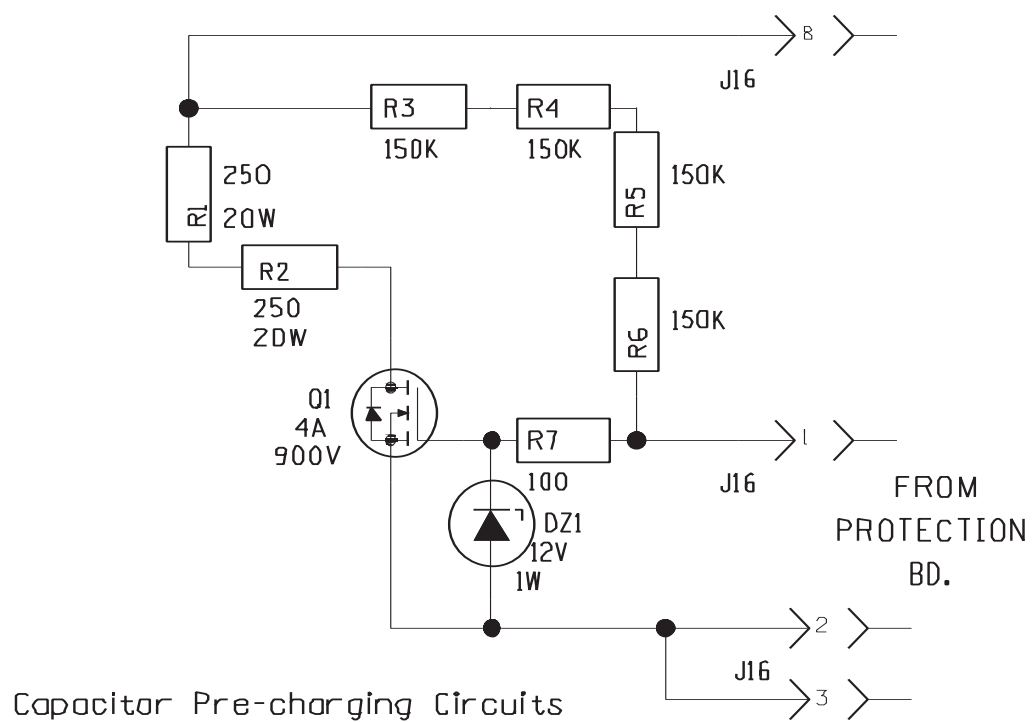 8
J16
R3
R4
150K
150K
R1
250
20W
R5
150K
R2
250
20W
R6
150K
Q1
4A
900V
R7
100
1
J16
FROM
PROTECTION
BD.
DZ1
12V
1W
2
J16
3
Capacitor Pre-charging Circuits